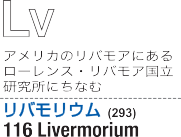 Lv
アメリカのリバモアにある
ローレンス・リバモア国立
研究所にちなむ
リバモリウム (293)
116 Livermorium